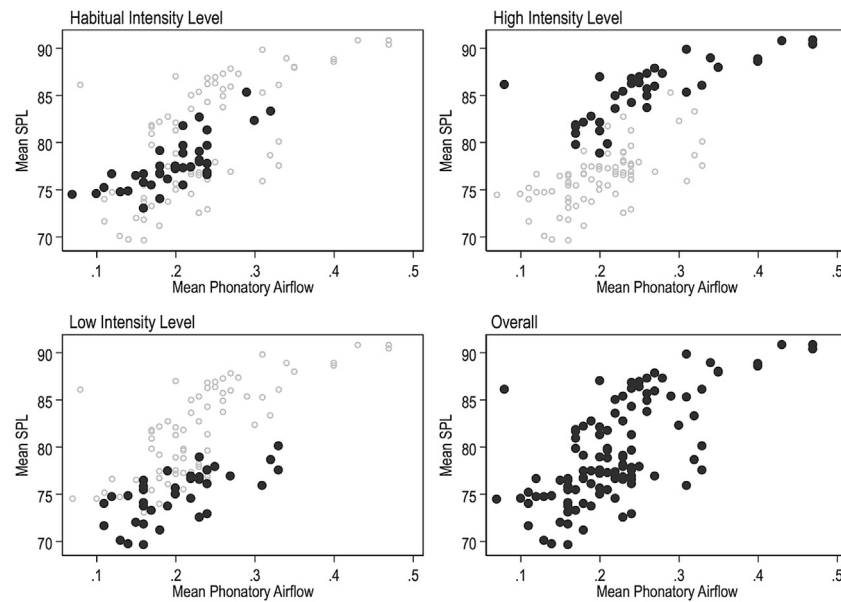 Habitual Intensity Level
Mean SPL
90
85
80
75
70
.1 .2 .3 .4 .5
Mean Phonatory Airflow
High Intensity Level
Mean SPL
90
85
80
75
70
.1 .2 .3 .4 .5
Mean Phonatory Airflow
Low Intensity Level
Mean SPL
90
85
80
75
70
.1 .2 .3 .4 .5
Mean Phonatory Airflow
Overall
Mean SPL
90
85
80
75
70
.1 .2 .3 .4 .5
Mean Phonatory Airflow